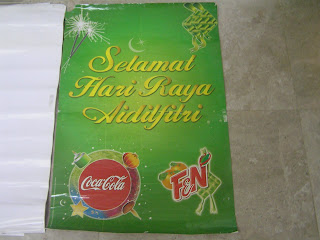 Selamat
Hari Raya
Aidilfitri
Coca-Cola
F&N